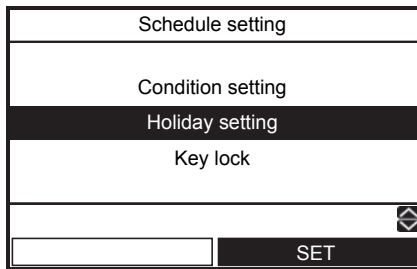 Schedule setting
Condition setting
Holiday setting
Key lock
SET